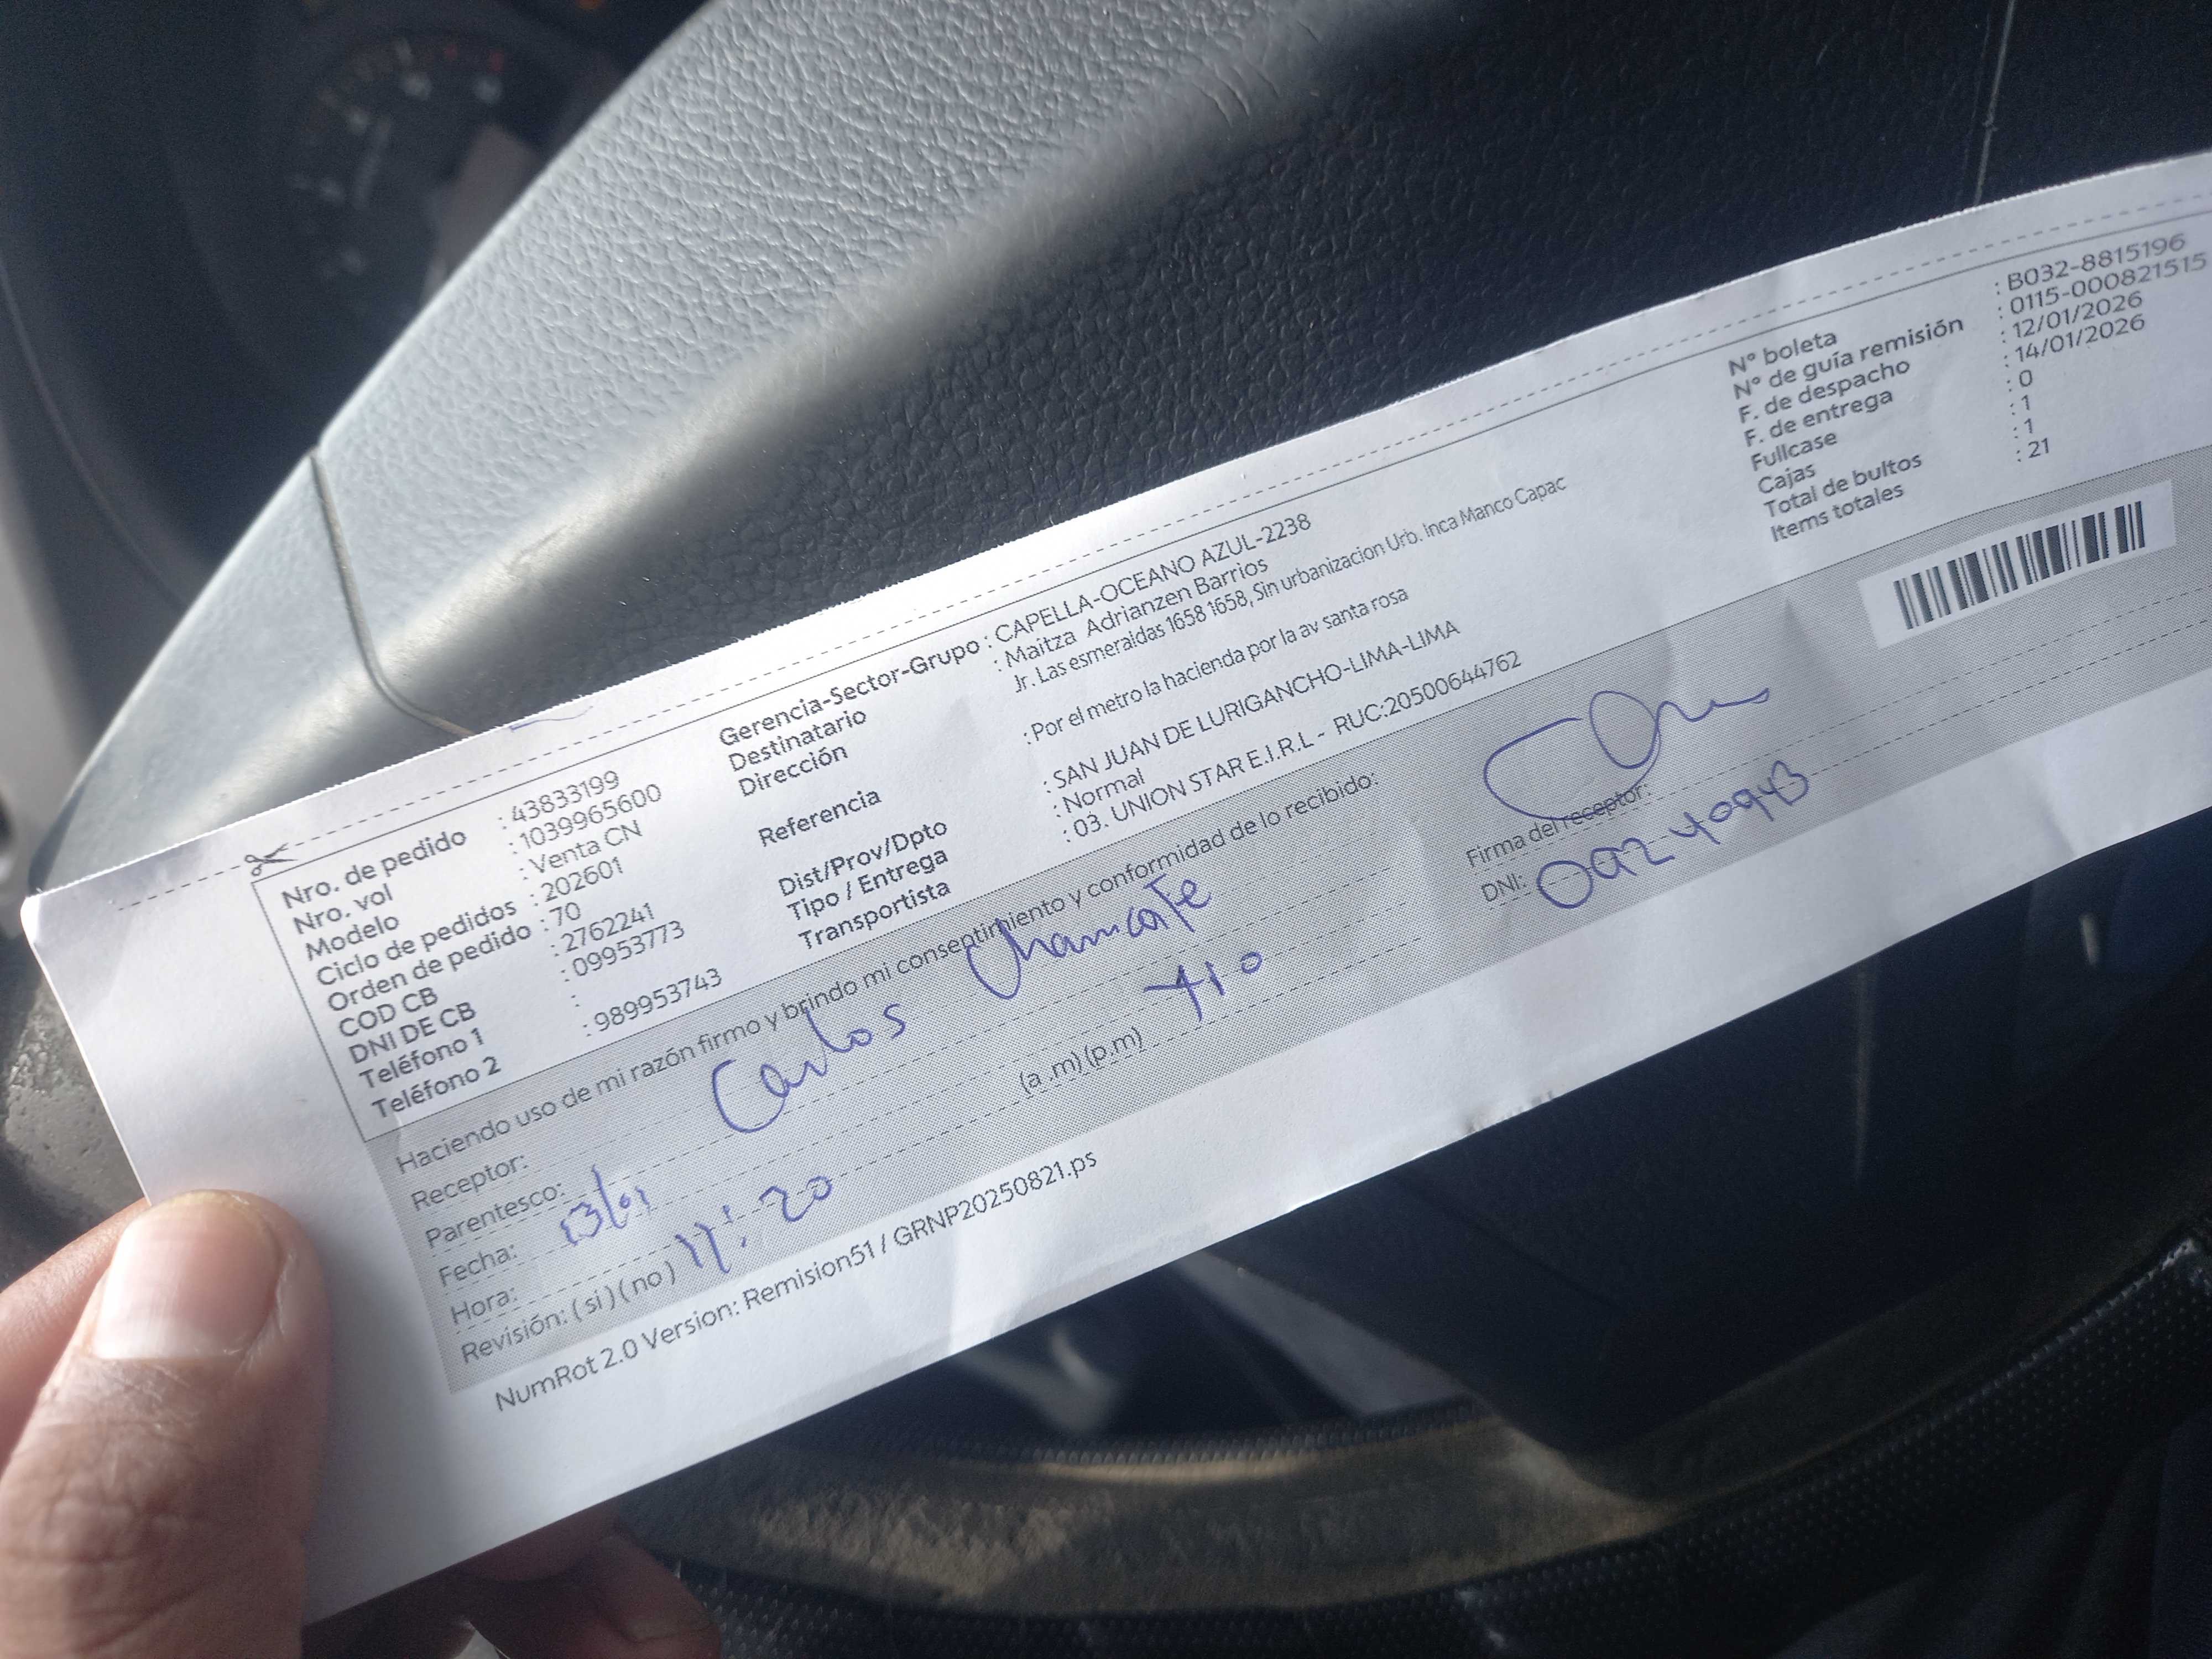 Nro. de pedido : 43833199
Nro. vol : 1039965600
Modelo : Venta CN
Ciclo de pedidos : 202601
Orden de pedido : 70
COD CB : 2762241
DNI DE CB : 09953773
Teléfono 1 :
Teléfono 2 : 989953743
Gerencia-Sector-Grupo : CAPELLA-OCEANO AZUL-2238
Destinatario : Maitza Adrianzen Barrios
Dirección Jr. Las esmeraldas 1658 1658, Sin urbanizacion Urb. Inca Manco Capac
Referencia : Por el metro la hacienda por la av santa rosa
Dist/Prov/Dpto : SAN JUAN DE LURIGANCHO-LIMA-LIMA
Tipo / Entrega : Normal
Transportista : 03. UNION STAR E.I.R.L - RUC:20500644762
N° boleta : B032-8815196
N° de guía remisión : 0115-000821515
F. de despacho : 12/01/2026
F. de entrega : 14/01/2026
Fullcase : 0
Cajas : 1
Total de bultos : 1
Items totales : 21
Haciendo uso de mi razón firmo y brindo mi consentimiento y conformidad de lo recibido:
Receptor: Carlos
Parentesco: Tio
Fecha: 13/01
Hora: 11:20 (a .m) (p.m)
Revisión: ( si ) ( no )
Firma del receptor:
DNI: 09240943
NumRot 2.0 Version: Remision51 / GRNP20250821.ps